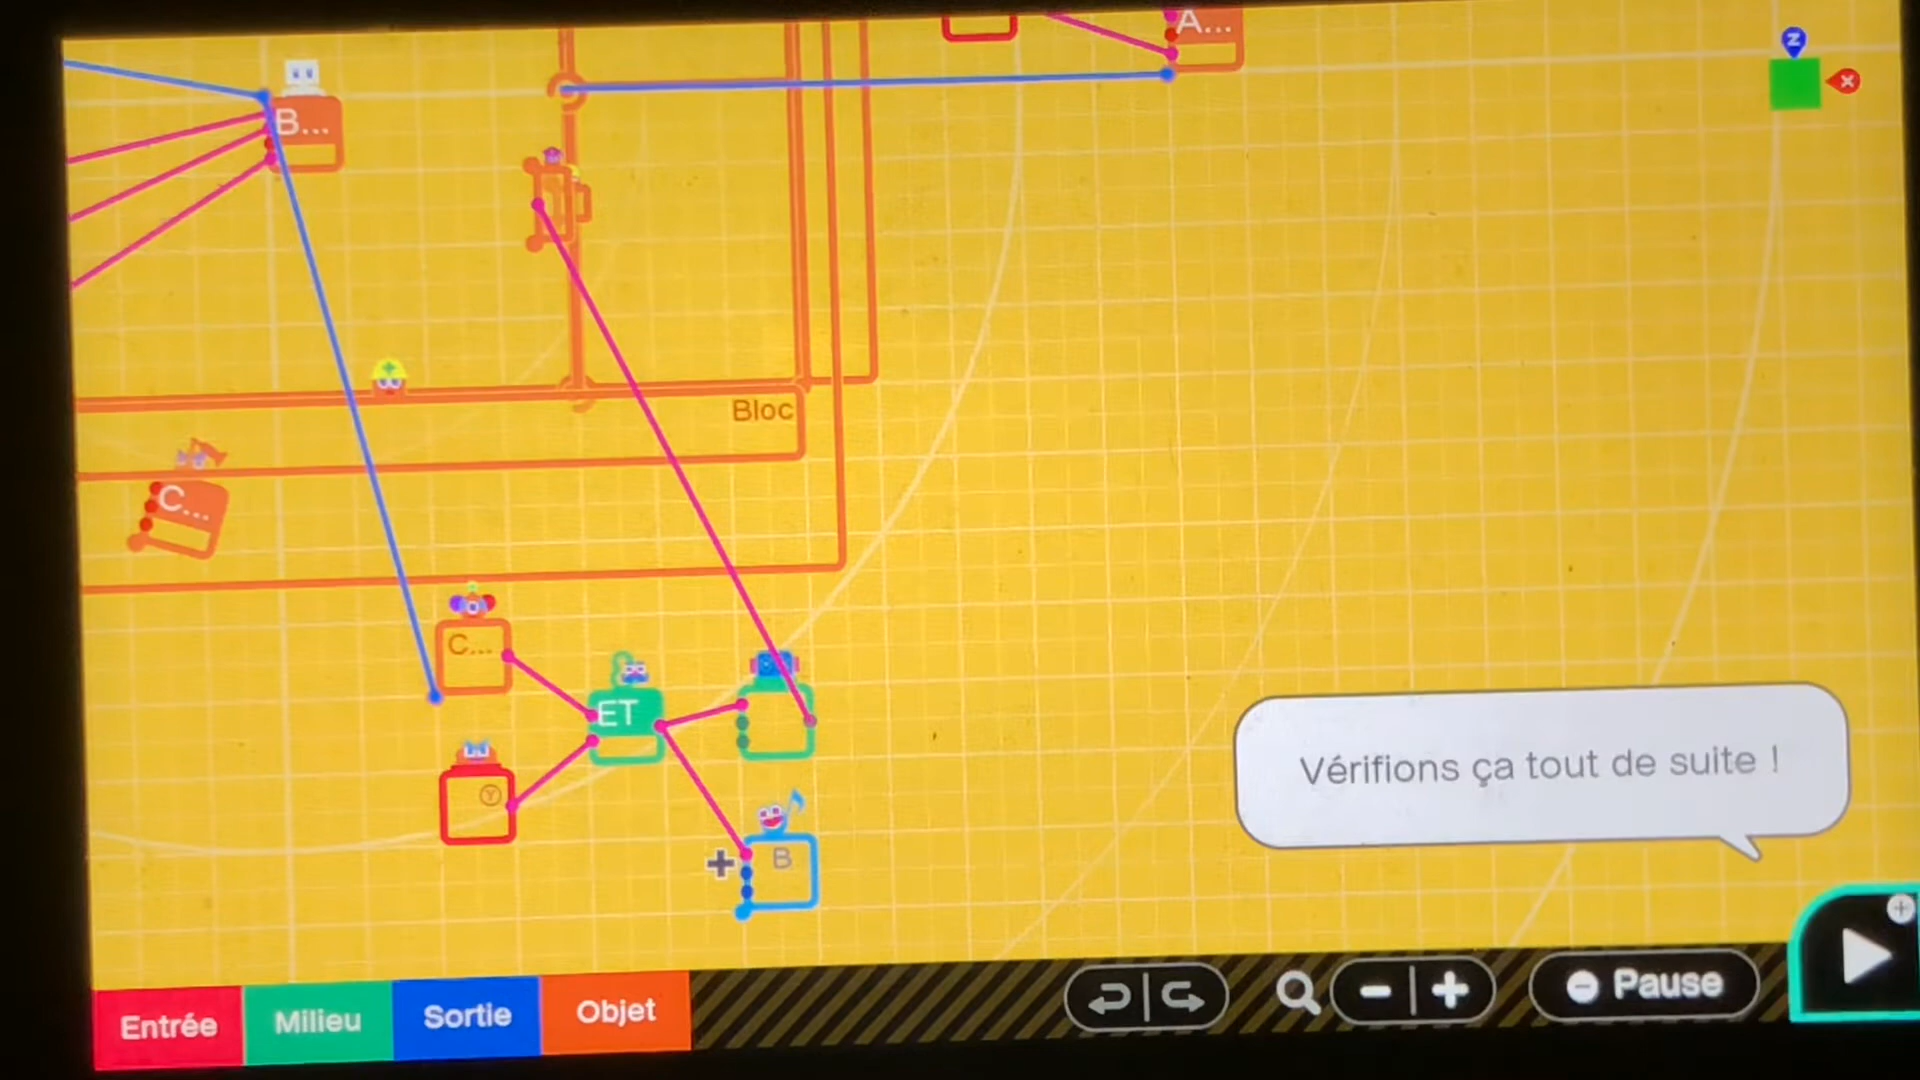 A...
Z
X
B...
Bloc
C...
C...
ET
Y
B
Vérifions ça tout de suite !
Entrée
Milieu
Sortie
Objet
Pause